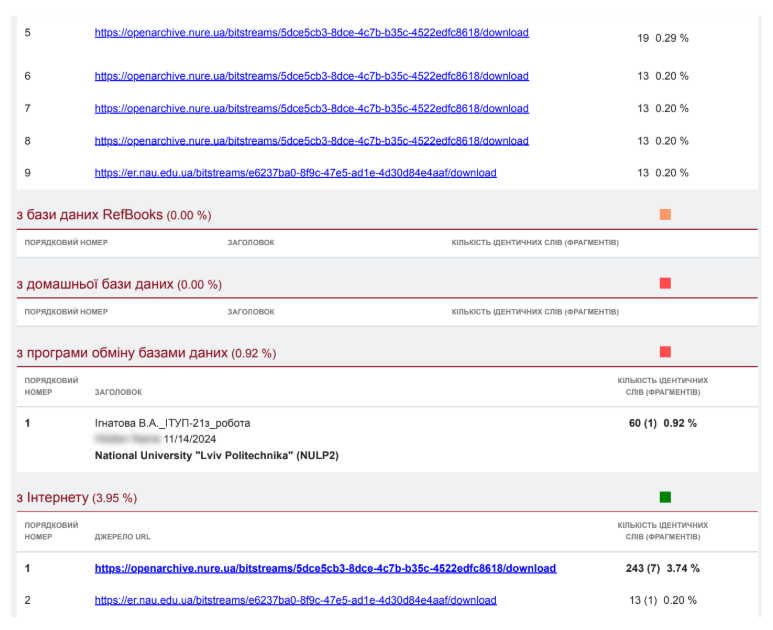 5 https://openarchive.nure.ua/bitstreams/5dce5cb3-8dce-4c7b-b35c-4522edfc8618/download 19 0.29 %
6 https://openarchive.nure.ua/bitstreams/5dce5cb3-8dce-4c7b-b35c-4522edfc8618/download 13 0.20 %
7 https://openarchive.nure.ua/bitstreams/5dce5cb3-8dce-4c7b-b35c-4522edfc8618/download 13 0.20 %
8 https://openarchive.nure.ua/bitstreams/5dce5cb3-8dce-4c7b-b35c-4522edfc8618/download 13 0.20 %
9 https://er.nau.edu.ua/bitstreams/e6237ba0-8f9c-47e5-ad1e-4d30d84e4aaf/download 13 0.20 %
з бази даних RefBooks (0.00 %)
ПОРЯДКОВИЙ НОМЕР ЗАГОЛОВОК КІЛЬКІСТЬ ІДЕНТИЧНИХ СЛІВ (ФРАГМЕНТІВ)
з домашньої бази даних (0.00 %)
ПОРЯДКОВИЙ НОМЕР ЗАГОЛОВОК КІЛЬКІСТЬ ІДЕНТИЧНИХ СЛІВ (ФРАГМЕНТІВ)
з програми обміну базами даних (0.92 %)
ПОРЯДКОВИЙ КІЛЬКІСТЬ ІДЕНТИЧНИХ
НОМЕР ЗАГОЛОВОК СЛІВ (ФРАГМЕНТІВ)
1 Ігнатова В.А._ІТУП-21з_робота 60 (1) 0.92 %
11/14/2024
National University "Lviv Politechnika" (NULP2)
з Інтернету (3.95 %)
ПОРЯДКОВИЙ КІЛЬКІСТЬ ІДЕНТИЧНИХ
НОМЕР ДЖЕРЕЛО URL СЛІВ (ФРАГМЕНТІВ)
1 https://openarchive.nure.ua/bitstreams/5dce5cb3-8dce-4c7b-b35c-4522edfc8618/download 243 (7) 3.74 %
2 https://er.nau.edu.ua/bitstreams/e6237ba0-8f9c-47e5-ad1e-4d30d84e4aaf/download 13 (1) 0.20 %